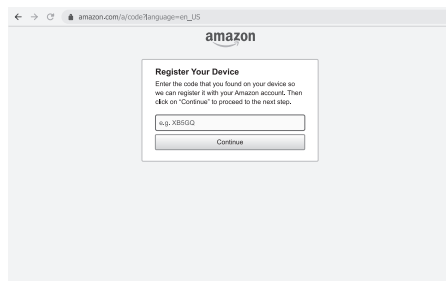 amazon.com/a/code?language=en_US
amazon
Register Your Device
Enter the code that you found on your device so
we can register it with your Amazon account. Then
click on "Continue" to proceed to the next step.
e.g. XB5GQ
Continue